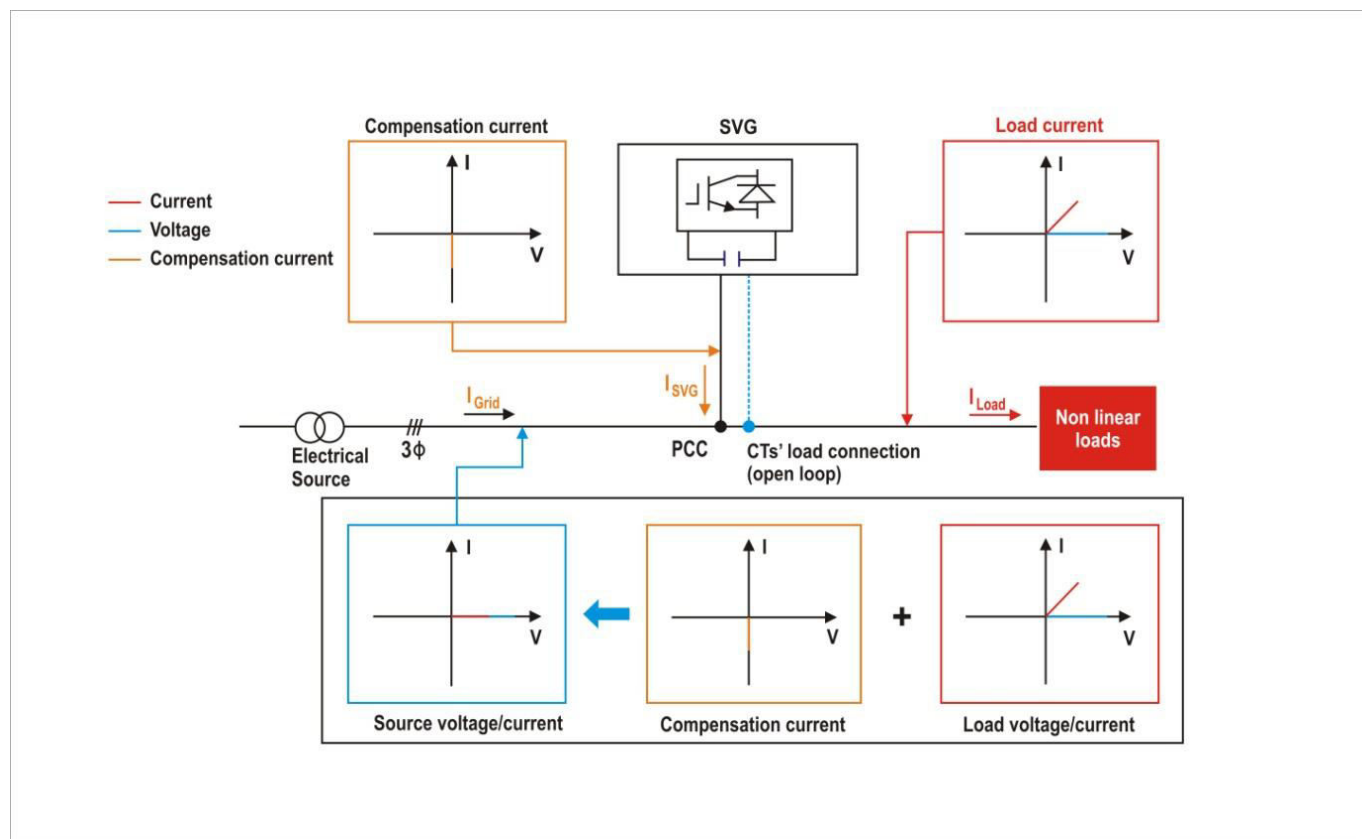 Compensation current
SVG
Load current
I
V
I
V
Current
Voltage
Compensation current
I Grid
I SVG
I Load
Non linear
loads
Electrical
Source
3ϕ
PCC
CTs' load connection
(open loop)
I
V
I
V
+
I
V
Source voltage/current
Compensation current
Load voltage/current